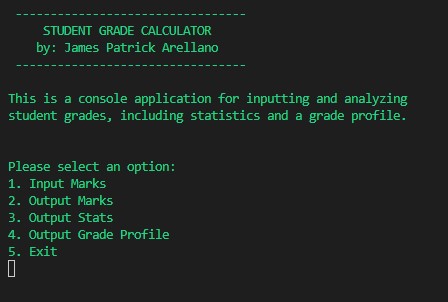 ---------------------------------
STUDENT GRADE CALCULATOR
by: James Patrick Arellano
---------------------------------
This is a console application for inputting and analyzing
student grades, including statistics and a grade profile.
Please select an option:
1. Input Marks
2. Output Marks
3. Output Stats
4. Output Grade Profile
5. Exit